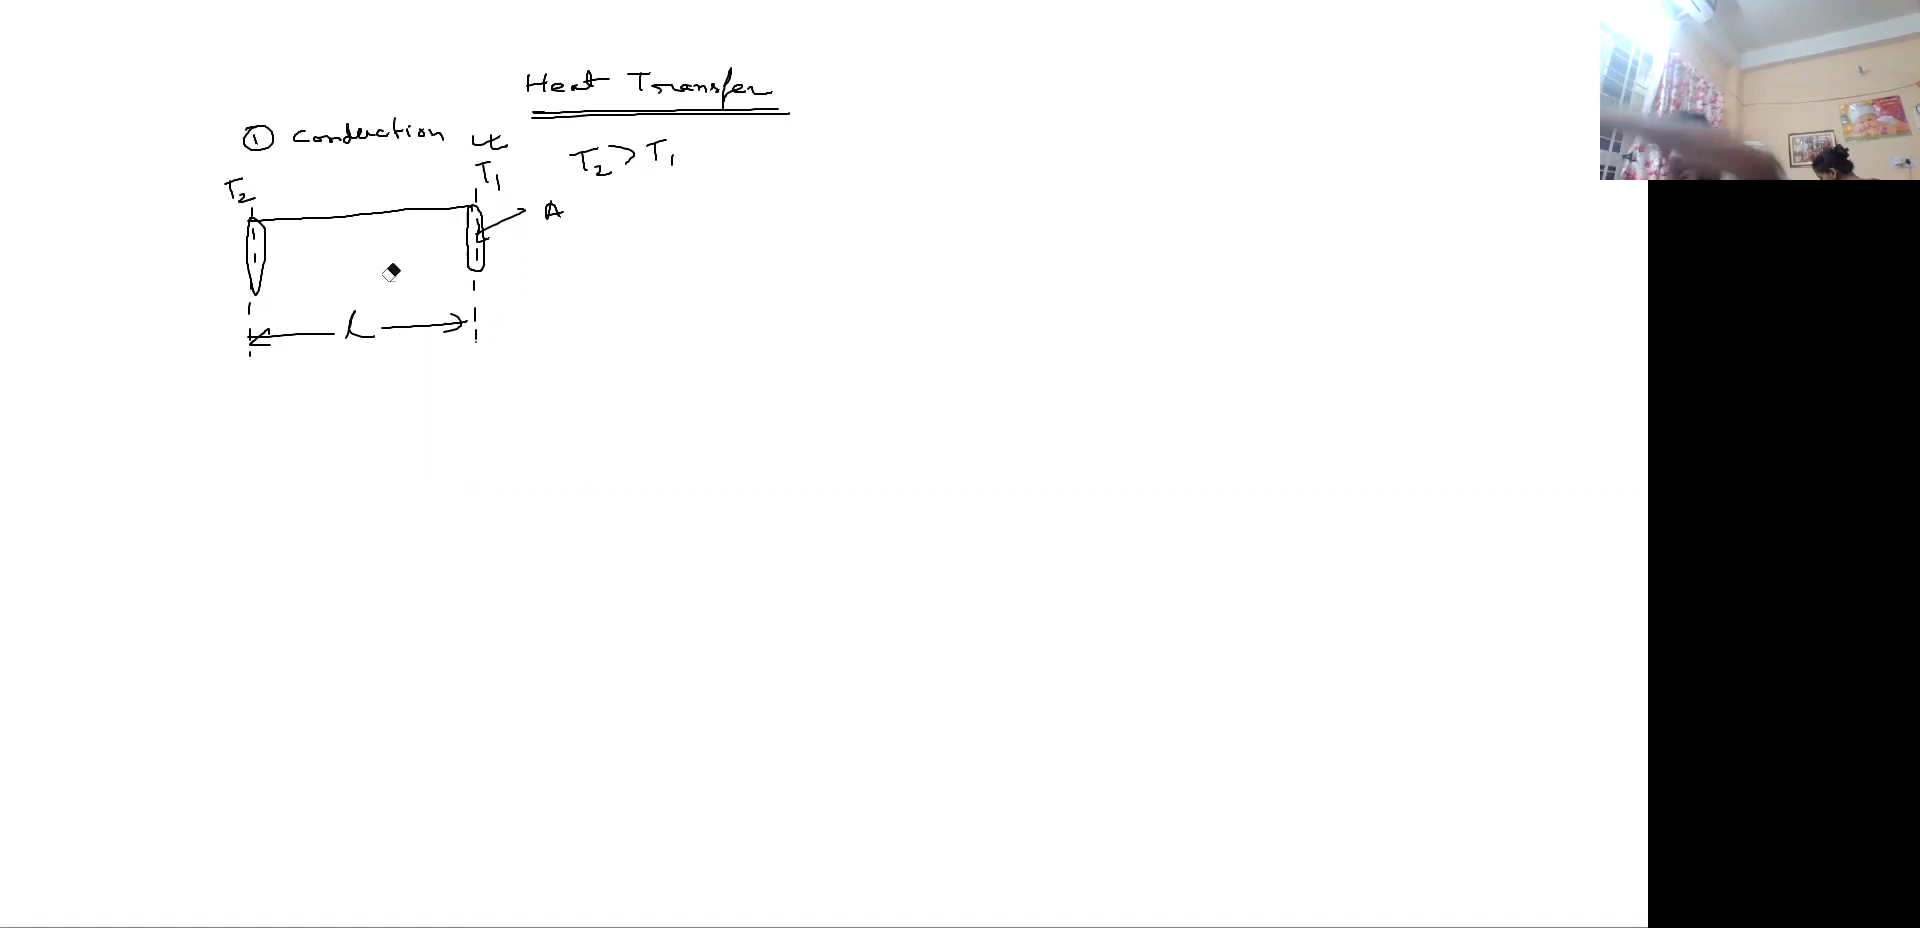 Heat Transfer
① Conduction
T₂ T₁ T₂ > T₁
A
L